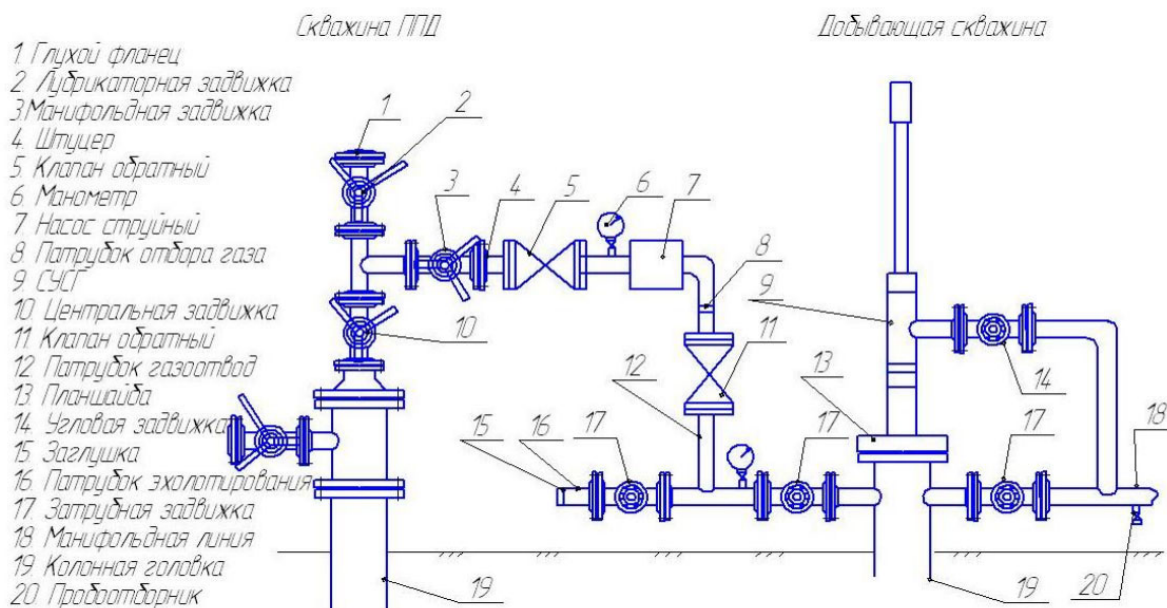 Скважина ППД
Добывающая скважина
1. Глухой фланец
2. Лубрикаторная задвижка
3.Манифольдная задвижка
4. Штуцер
5. Клапан обратный
6. Манометр
7. Насос струйный
8. Патрубок отбора газа
9. СУСГ
10. Центральная задвижка
11. Клапан обратный
12. Патрубок газоотвод
13. Планшайба
14. Угловая задвижка
15. Заглушка
16. Патрубок эхолотирования
17. Затрубная задвижка
18. Манифольдная линия
19. Колонная головка
20. Пробоотборник
1
2
3
4
5
6
7
8
9
10
11
12
13
14
15
16
17
17
17
18
19
19
20